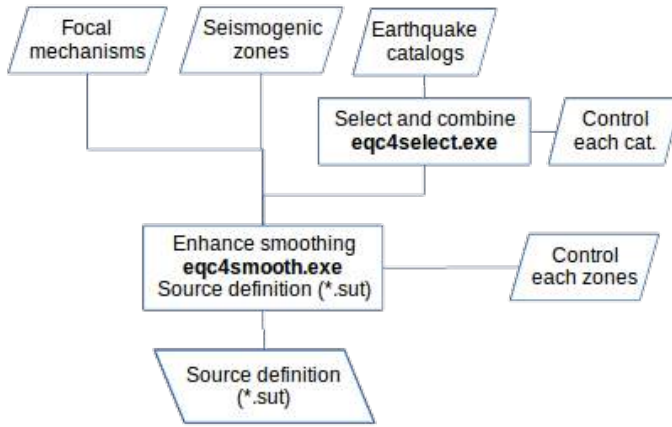 Focal
mechanisms
Seismogenic
zones
Earthquake
catalogs
Select and combine
eqc4select.exe
Control
each cat.
Enhance smoothing
eqc4smooth.exe
Source definition (*.sut)
Control
each zones
Source definition
(*.sut)